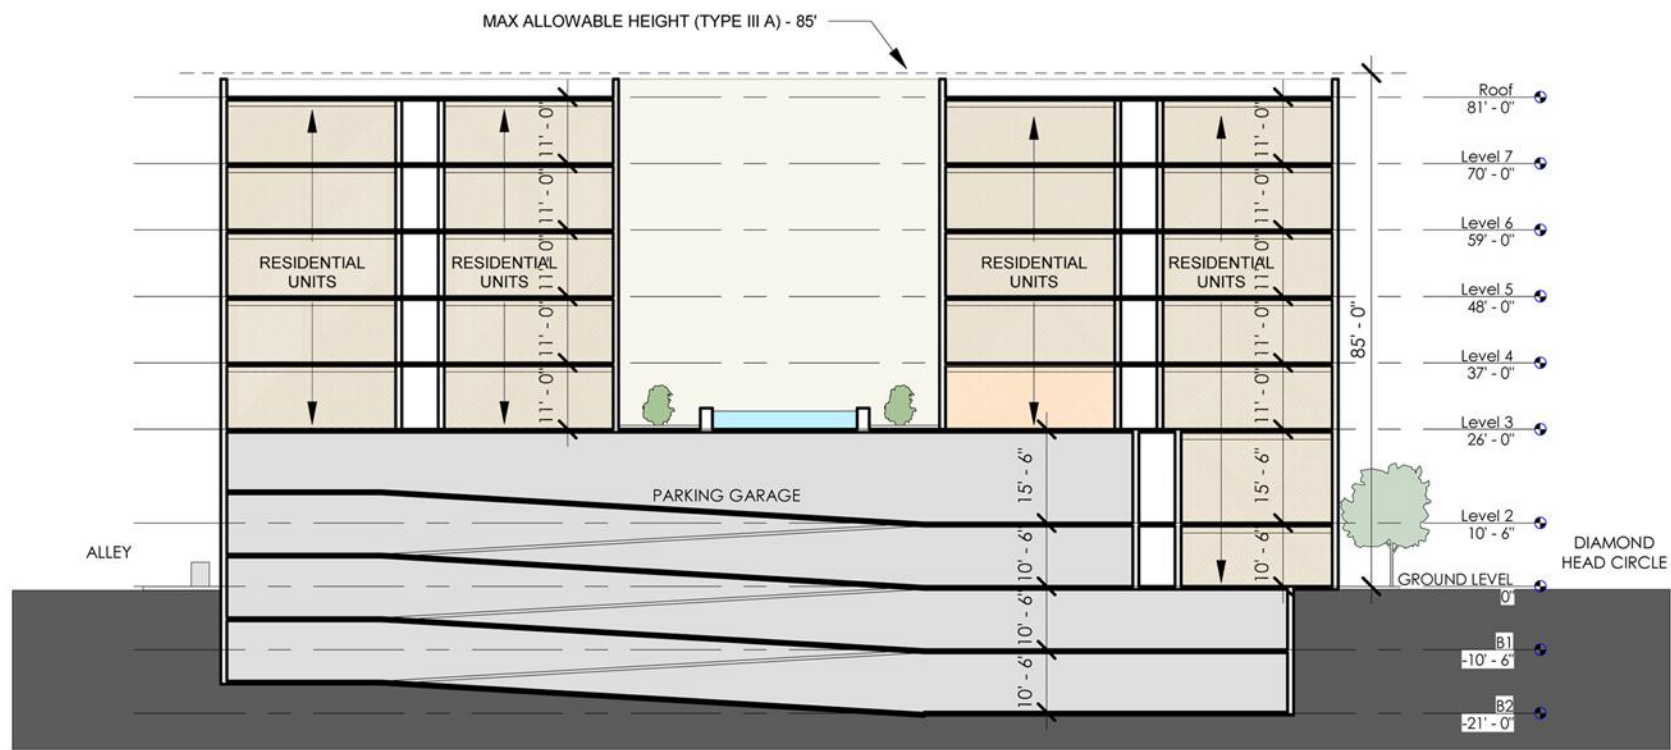 MAX ALLOWABLE HEIGHT (TYPE III A) - 85'
Roof
81' - 0"
11' - 0"
11' - 0"
Level 7
70' - 0"
11' - 0"
11' - 0"
Level 6
59' - 0"
RESIDENTIAL
UNITS
RESIDENTIAL
UNITS
11' - 0"
RESIDENTIAL
UNITS
RESIDENTIAL
UNITS
11' - 0"
Level 5
48' - 0"
11' - 0"
11' - 0"
85' - 0"
Level 4
37' - 0"
11' - 0"
11' - 0"
Level 3
26' - 0"
PARKING GARAGE
15' - 6"
15' - 6"
Level 2
10' - 6"
ALLEY
10' - 6"
10' - 6"
DIAMOND
HEAD CIRCLE
GROUND LEVEL
0"
10' - 6"
B1
-10' - 6"
10' - 6"
B2
-21' - 0"